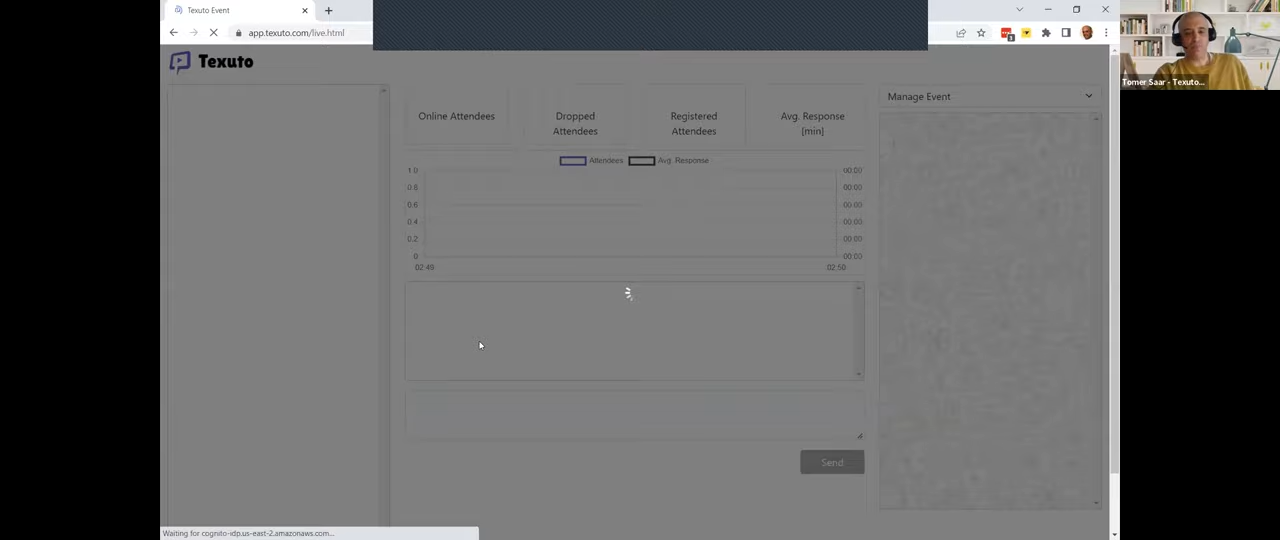 Texuto Event
app.texuto.com/live.html
Texuto
Tomer Saar - Texuto...
Online Attendees
Dropped
Attendees
Registered
Attendees
Avg. Response
[min]
Manage Event
Attendees
Avg. Response
1.0
0.8
0.6
0.4
0.2
0
00:00
00:00
00:00
00:00
00:00
00:00
02:49
02:50
Send
Waiting for cognito-idp.us-east-2.amazonaws.com...